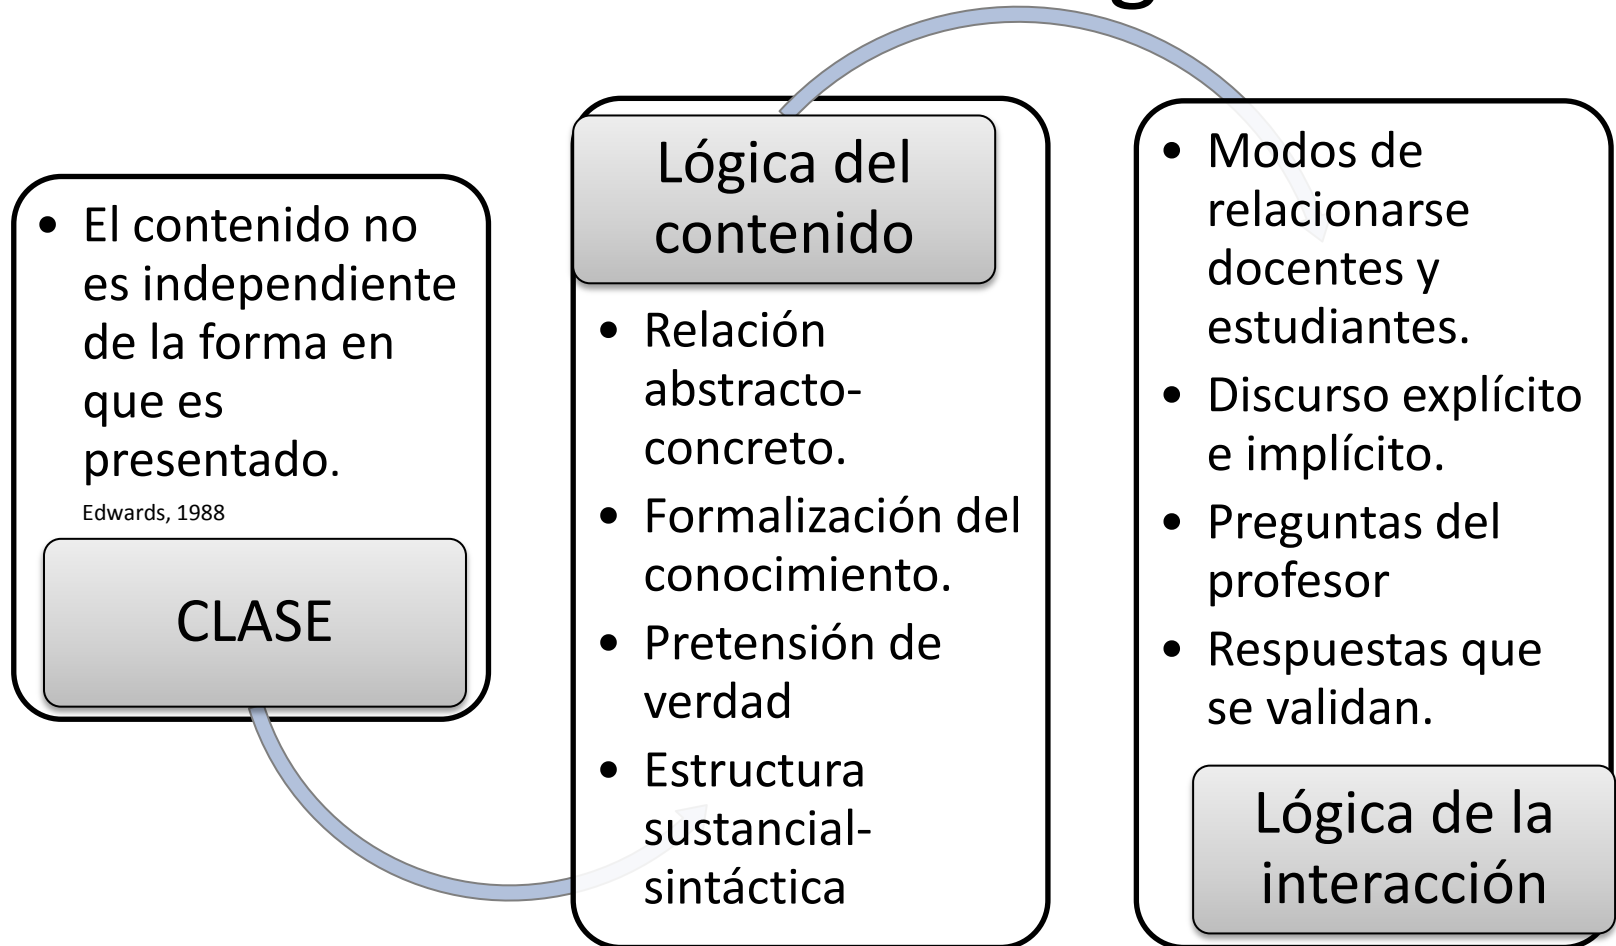 • El contenido no
es independiente
de la forma en
que es
presentado.
Edwards, 1988
CLASE
Lógica del
contenido
• Relación
abstracto-
concreto.
• Formalización del
conocimiento.
• Pretensión de
verdad
• Estructura
sustancial-
sintáctica
• Modos de
relacionarse
docentes y
estudiantes.
• Discurso explícito
e implícito.
• Preguntas del
profesor
• Respuestas que
se validan.
Lógica de la
interacción